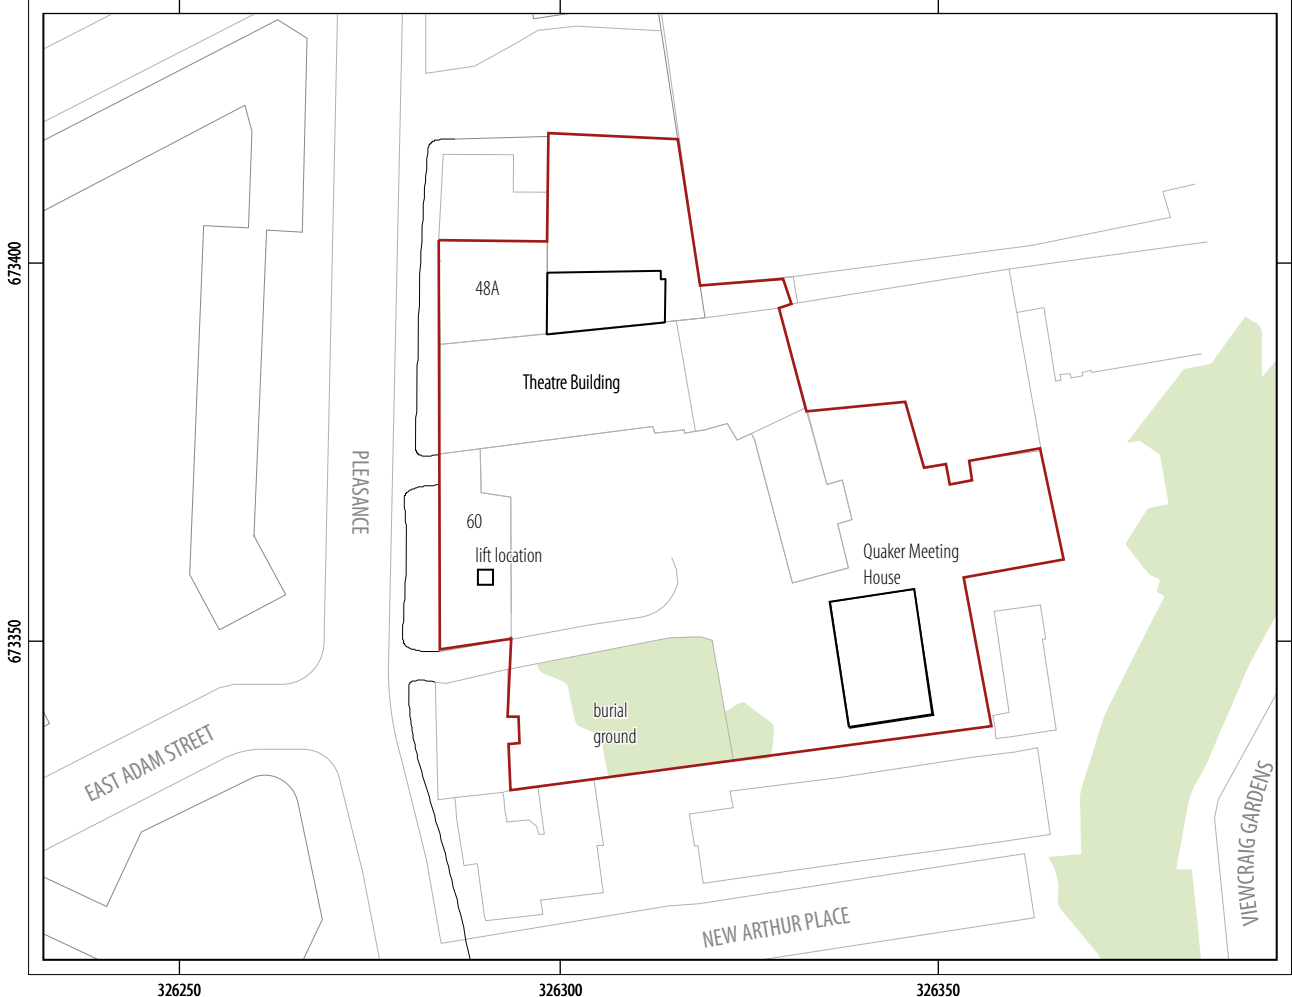 673400
48A
Theatre Building
PLEASANCE
60
lift location
Quaker Meeting
House
673350
burial
ground
EAST ADAM STREET
VIEWCRAIG GARDENS
NEW ARTHUR PLACE
326250
326300
326350